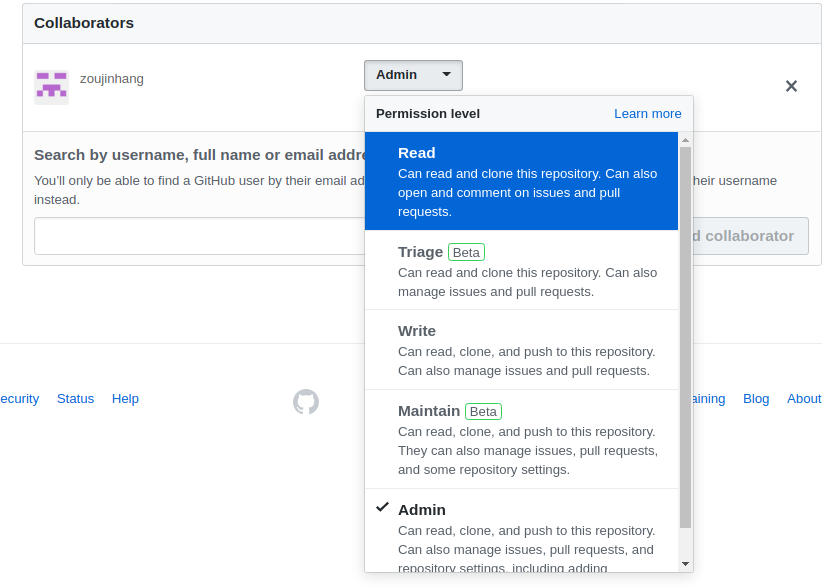 Collaborators
zoujinhang
Admin
Permission level
Learn more
Read
Can read and clone this repository. Can also
open and comment on issues and pull
requests.
Search by username, full name or email
You'll only be able to find a GitHub user by their email
their username
instead.
collaborator
Triage Beta
Can read and clone this repository. Can also
manage issues and pull requests.
Write
Can read, clone, and push to this repository.
Can also manage issues and pull requests.
Maintain Beta
Can read, clone, and push to this repository.
They can also manage issues, pull requests,
and some repository settings.
Admin
Can read, clone, and push to this repository.
Can also manage issues, pull requests, and
repository settings, including adding
ecurity Status Help
aining Blog About